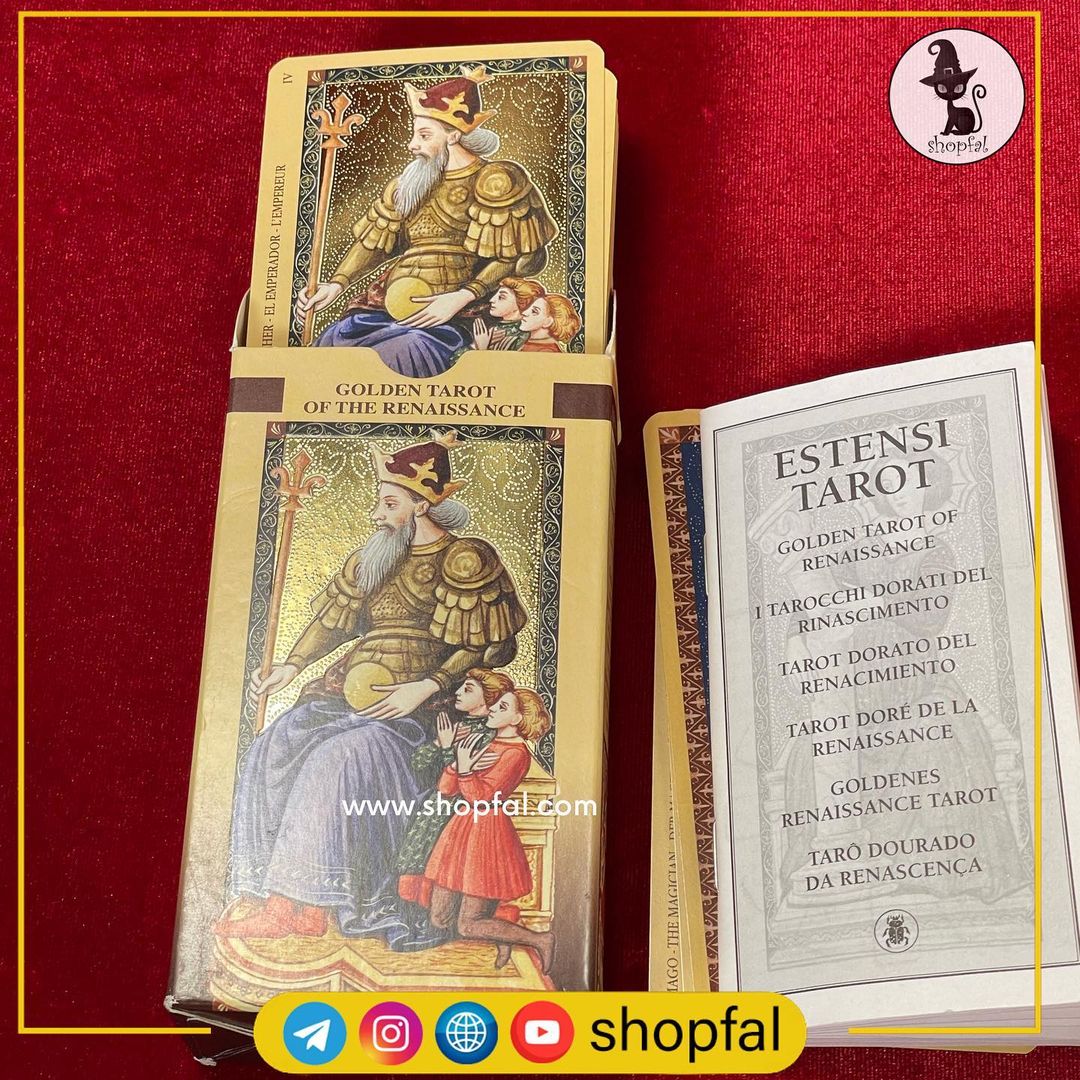 shopfal
IV
HER - EL EMPERADOR - L'EMPEREUR
GOLDEN TAROT
OF THE RENAISSANCE
www.shopfal.com
ESTENSI
TAROT
GOLDEN TAROT OF
RENAISSANCE
I TAROCCHI DORATI DEL
RINASCIMENTO
TAROT DORATO DEL
RENACIMIENTO
TAROT DORÉ DE LA
RENAISSANCE
GOLDENES
RENAISSANCE TAROT
TARÔ DOURADO
DA RENASCENÇA
MAGO - THE MAGICIAN - DER
shopfal